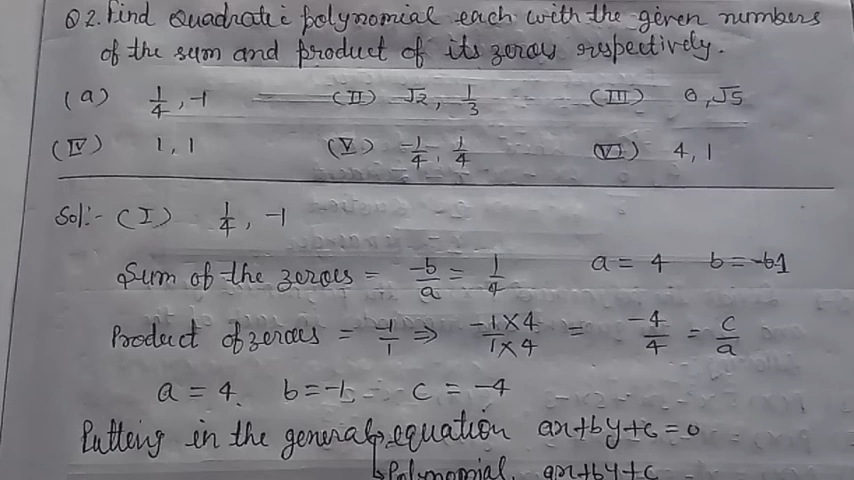 Q2. Find Quadratic polynomial each with the given numbers
of the sum and product of its zeroes respectively.
(a) 1/4, -1 (II) √2, 1/3 (III) 0, √5
(IV) 1, 1 (V) -1/4, 1/4 (VI) 4, 1
Sol:- (I) 1/4, -1
Sum of the zeroes = -b/a = 1/4 a = 4 b = -1
Product of zeroes = -1/1 ⇒ -1×4/1×4 = -4/4 = c/a
a = 4. b = -1 c = -4
Putting in the general equation ax+by+c=0
Polynomial. ax+by+c